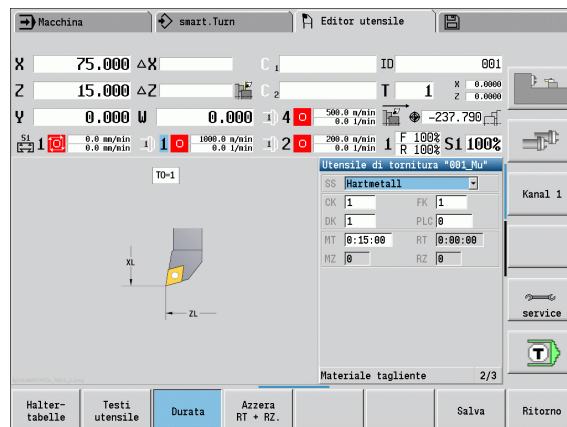 Macchina smart.Turn Editor utensile
X 75.000 ΔX C 1 ID 001
Z 15.000 ΔZ C 2 T 1 X 0.0000 Z 0.0000
Y 0.000 W 0.000 4 500.0 m/min 0.0 1/min -237.790
S1 1 0.0 mm/min 0.0 mm/min 1 1000.0 0.0 1/min 2 200.0 m/min 0.0 1/min 1 F 100% R 100% S1 100%
TO=1
XL
ZL
Utensile di tornitura "001_Mu"
SS Hartmetall
CK 1 FK 1
DK 1 PLC 0
MT 0:15:00 RT 0:00:00
MZ 0 RZ 0
Materiale tagliente 2/3
Kanal 1
service
T
Halter-
tabelle
Testi
utensile
Durata
Azzera
RT + RZ.
Salva
Ritorno